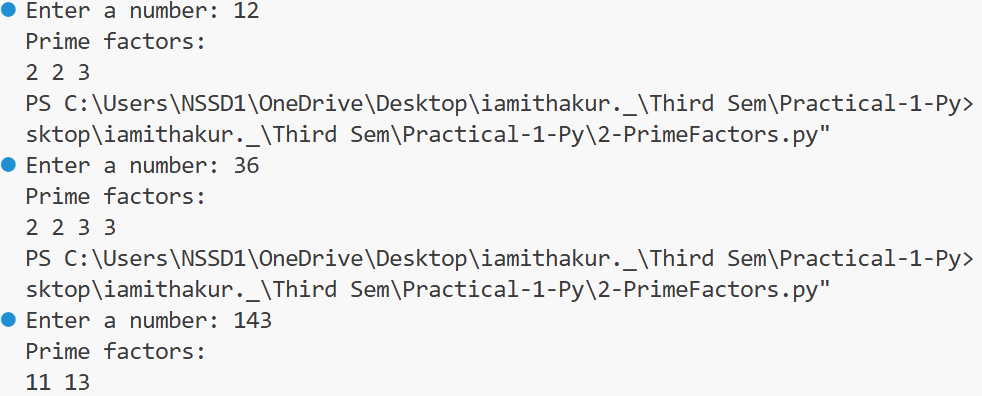 Enter a number: 12
Prime factors:
2 2 3
PS C:\Users\NSSD1\OneDrive\Desktop\iamithakur._\Third Sem\Practical-1-Py>
sktop\iamithakur._\Third Sem\Practical-1-Py\2-PrimeFactors.py"
Enter a number: 36
Prime factors:
2 2 3 3
PS C:\Users\NSSD1\OneDrive\Desktop\iamithakur._\Third Sem\Practical-1-Py>
sktop\iamithakur._\Third Sem\Practical-1-Py\2-PrimeFactors.py"
Enter a number: 143
Prime factors:
11 13